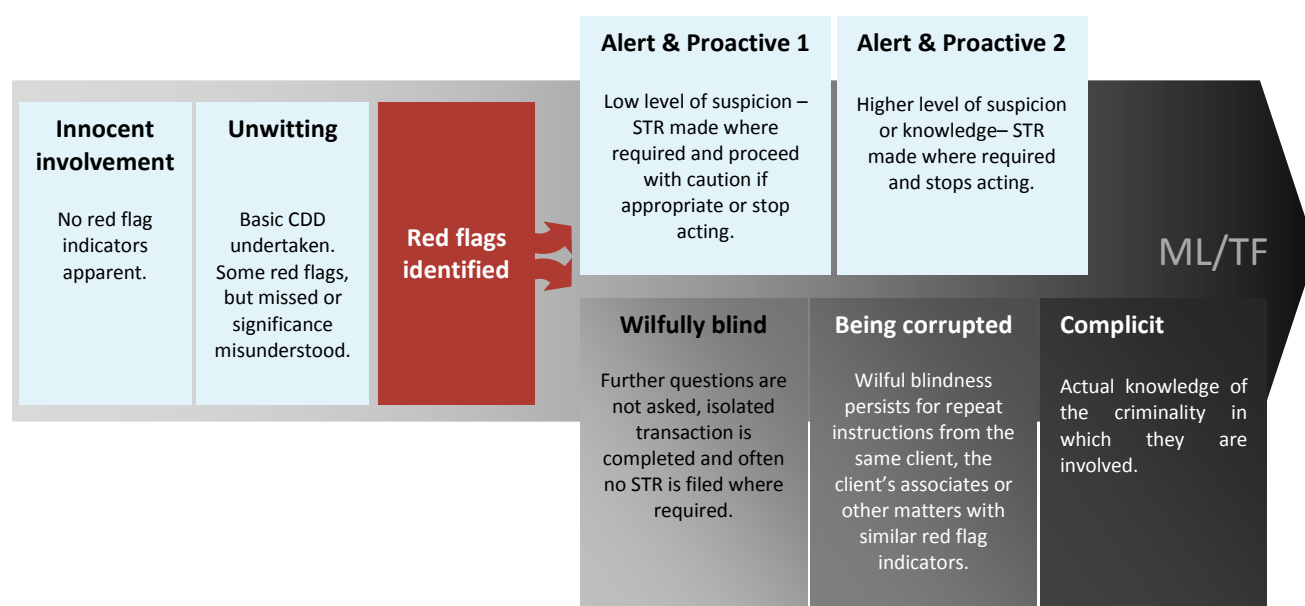 Innocent
involvement
No red flag
indicators
apparent.
Unwitting
Basic CDD
undertaken.
Some red flags,
but missed or
significance
misunderstood.
Red flags
identified
Alert & Proactive 1
Low level of suspicion –
STR made where
required and proceed
with caution if
appropriate or stop
acting.
Alert & Proactive 2
Higher level of suspicion
or knowledge– STR
made where required
and stops acting.
ML/TF
Wilfully blind
Further questions are
not asked, isolated
transaction is
completed and often
no STR is filed where
required.
Being corrupted
Wilful blindness
persists for repeat
instructions from the
same client, the
client’s associates or
other matters with
similar red flag
indicators.
Complicit
Actual knowledge of
the criminality in
which they are
involved.